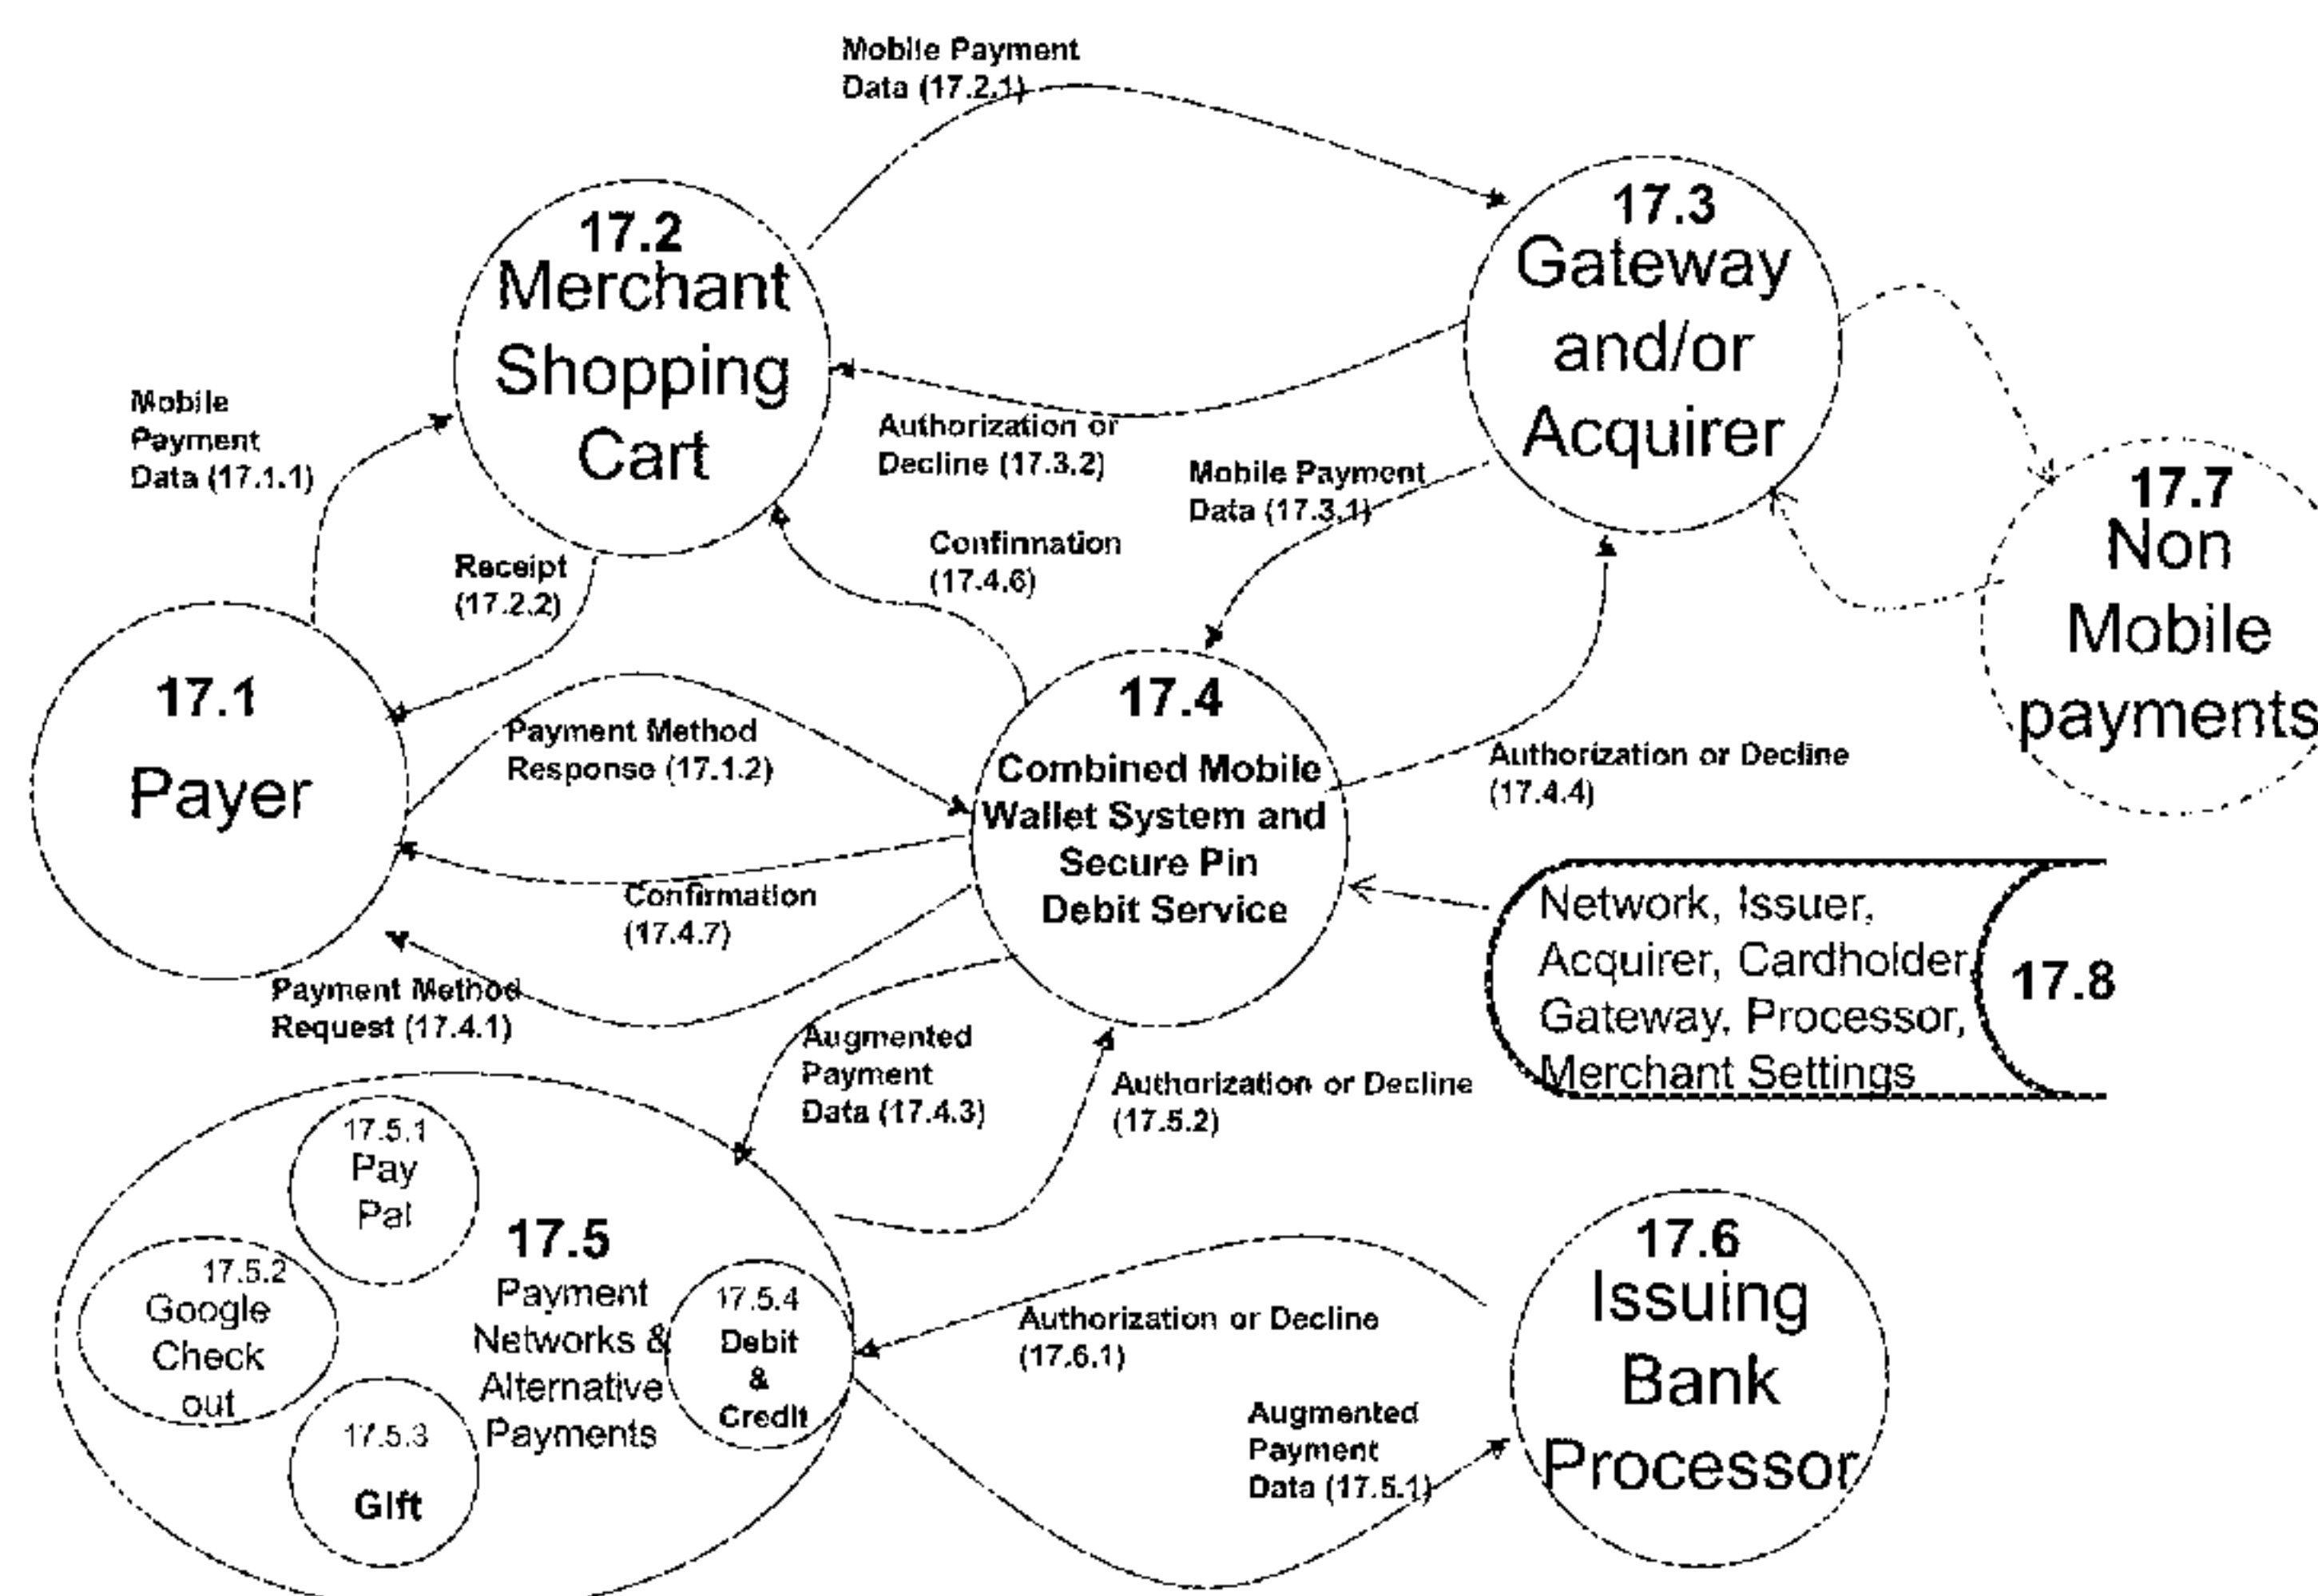 Mobile Payment
Data (17.2.1)
17.2
Merchant
Shopping
Cart
17.3
Gateway
and/or
Acquirer
Mobile
Payment
Data (17.1.1)
Authorization or
Decline (17.3.2)
Mobile Payment
Data (17.3.1)
17.7
Non
Mobile
payments
Receipt
(17.2.2)
Confirmation
(17.4.6)
17.1
Payer
Payment Method
Response (17.1.2)
17.4
Combined Mobile
Wallet System and
Secure Pin
Debit Service
Authorization or Decline
(17.4.4)
Confirmation
(17.4.7)
Payment Method
Request (17.4.1)
Network, Issuer,
Acquirer, Cardholder,
Gateway, Processor,
Merchant Settings
17.8
Augmented
Payment
Data (17.4.3)
Authorization or Decline
(17.5.2)
17.5.1
Pay
Pal
17.5.2
Google
Check
out
17.5.3
Gift
17.5
Payment
Networks &
Alternative
Payments
17.5.4
Debit
&
Credit
Authorization or Decline
(17.6.1)
Augmented
Payment
Data (17.5.1)
17.6
Issuing
Bank
Processor